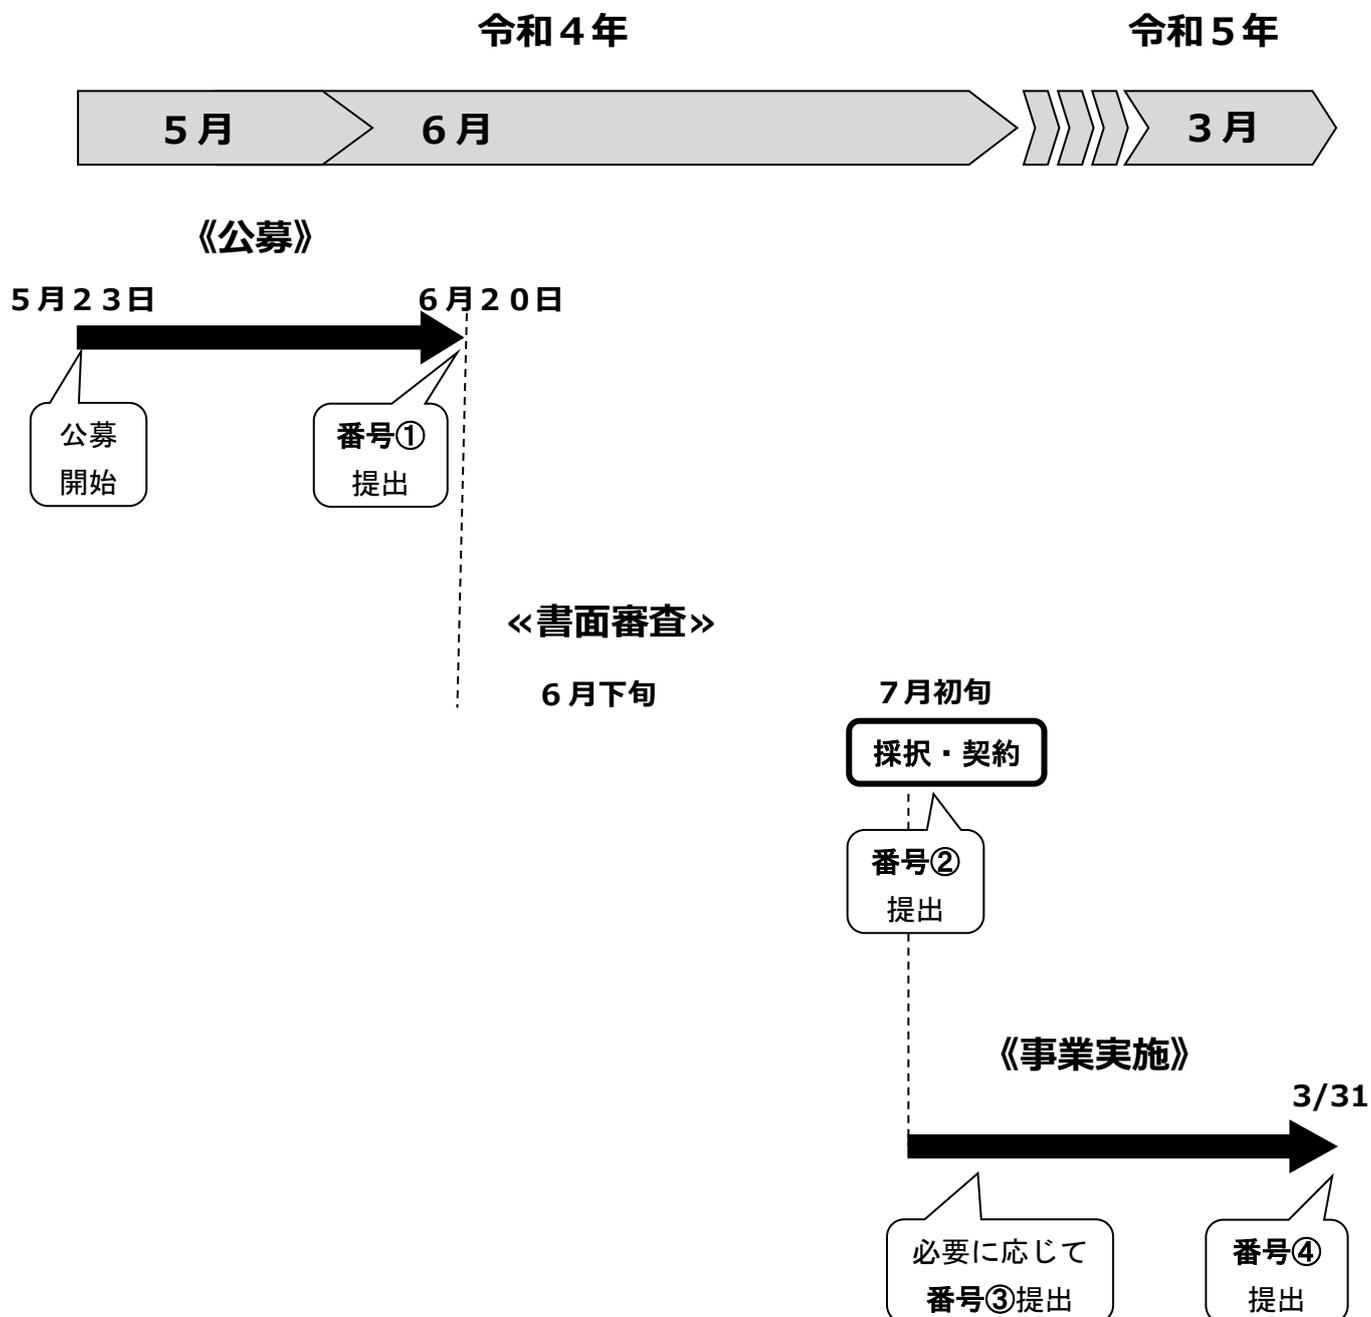 令和４年
令和５年
５月
６月
３月
《公募》
５月２３日
６月２０日
公募
開始
番号①
提出
≪書面審査≫
６月下旬
７月初旬
採択・契約
番号②
提出
《事業実施》
3/31
必要に応じて
番号③提出
番号④
提出